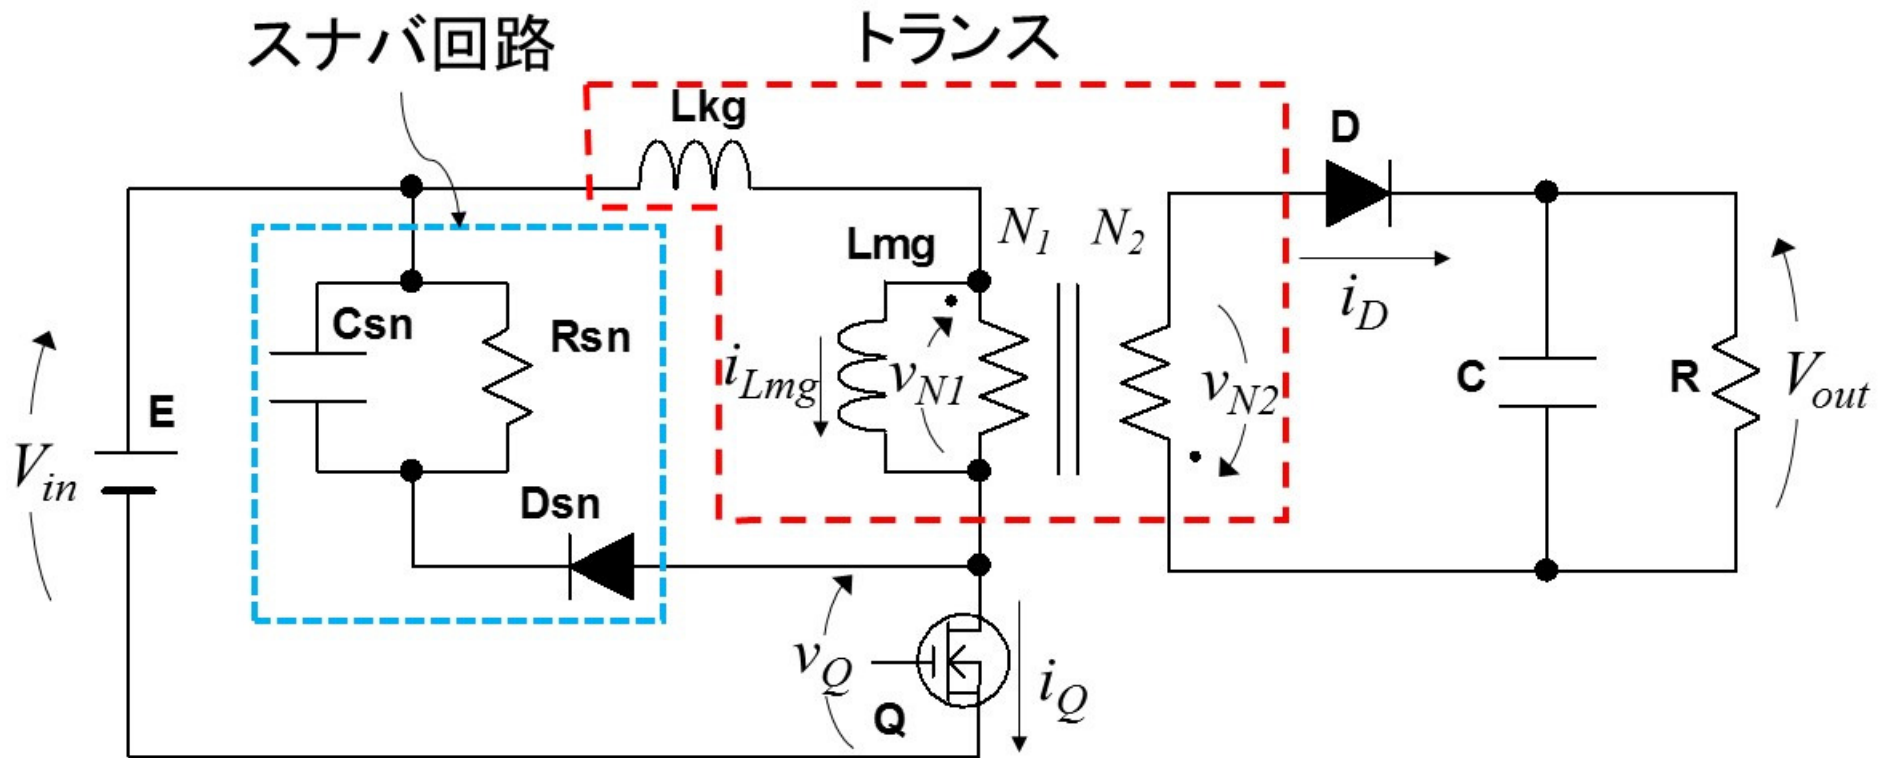 スナバ回路
トランス
Lkg
D
Lmg
N1
N2
iD
Csn
Rsn
iLmg
vN1
vN2
C
R
Vout
E
Vin
Dsn
vQ
Q
iQ